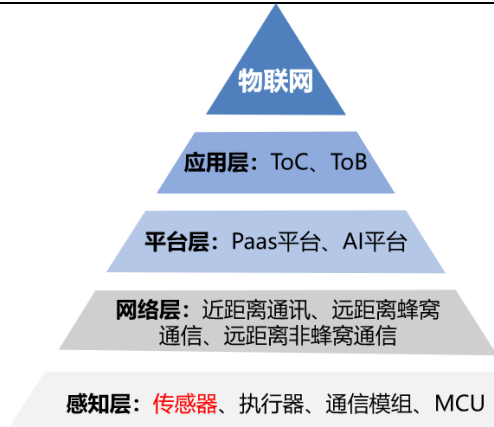 物联网
应用层：ToC、ToB
平台层：Paas平台、AI平台
网络层：近距离通讯、远距离蜂窝
通信、远距离非蜂窝通信
感知层：传感器、执行器、通信模组、MCU